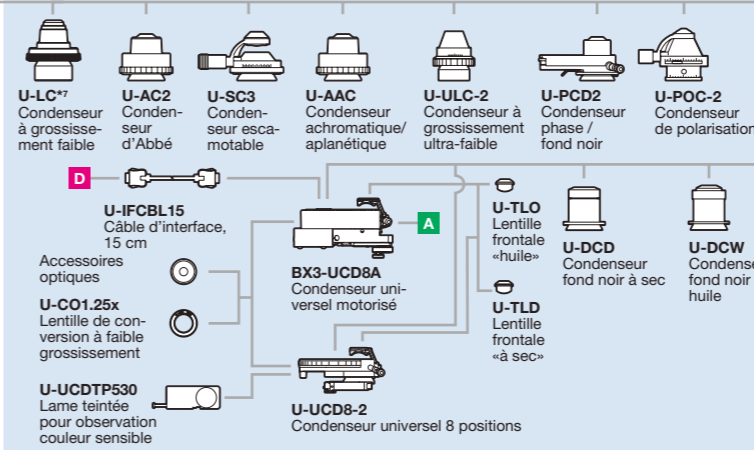 U-LC*7
Condenseur
à grossisse-
ment faible
U-AC2
Conden-
seur
d'Abbé
U-SC3
Conden-
seur esca-
motable
U-AAC
Condenseur
achromatique/
aplanétique
U-ULC-2
Condenseur à
grossissement
ultra-faible
U-PCD2
Condenseur
phase /
fond noir
U-POC-2
Condenseur
de polarisation
D
U-IFCBL15
Câble d'interface,
15 cm
A
BX3-UCD8A
Condenseur uni-
versel motorisé
U-TLO
Lentille
frontale
«huile»
U-DCD
Condenseur
fond noir à sec
U-DCW
Condense
fond noir
huile
Accessoires
optiques
U-CO1.25x
Lentille de con-
version à faible
grossissement
U-TLD
Lentille
frontale
«à sec»
U-UCDTP530
Lame teintée
pour observation
couleur sensible
U-UCD8-2
Condenseur universel 8 positions